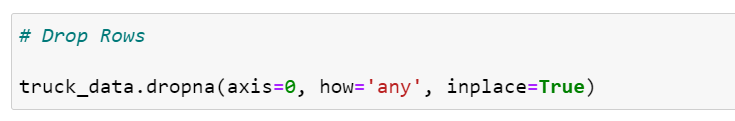 # Drop Rows
truck_data.dropna(axis=0, how='any', inplace=True)